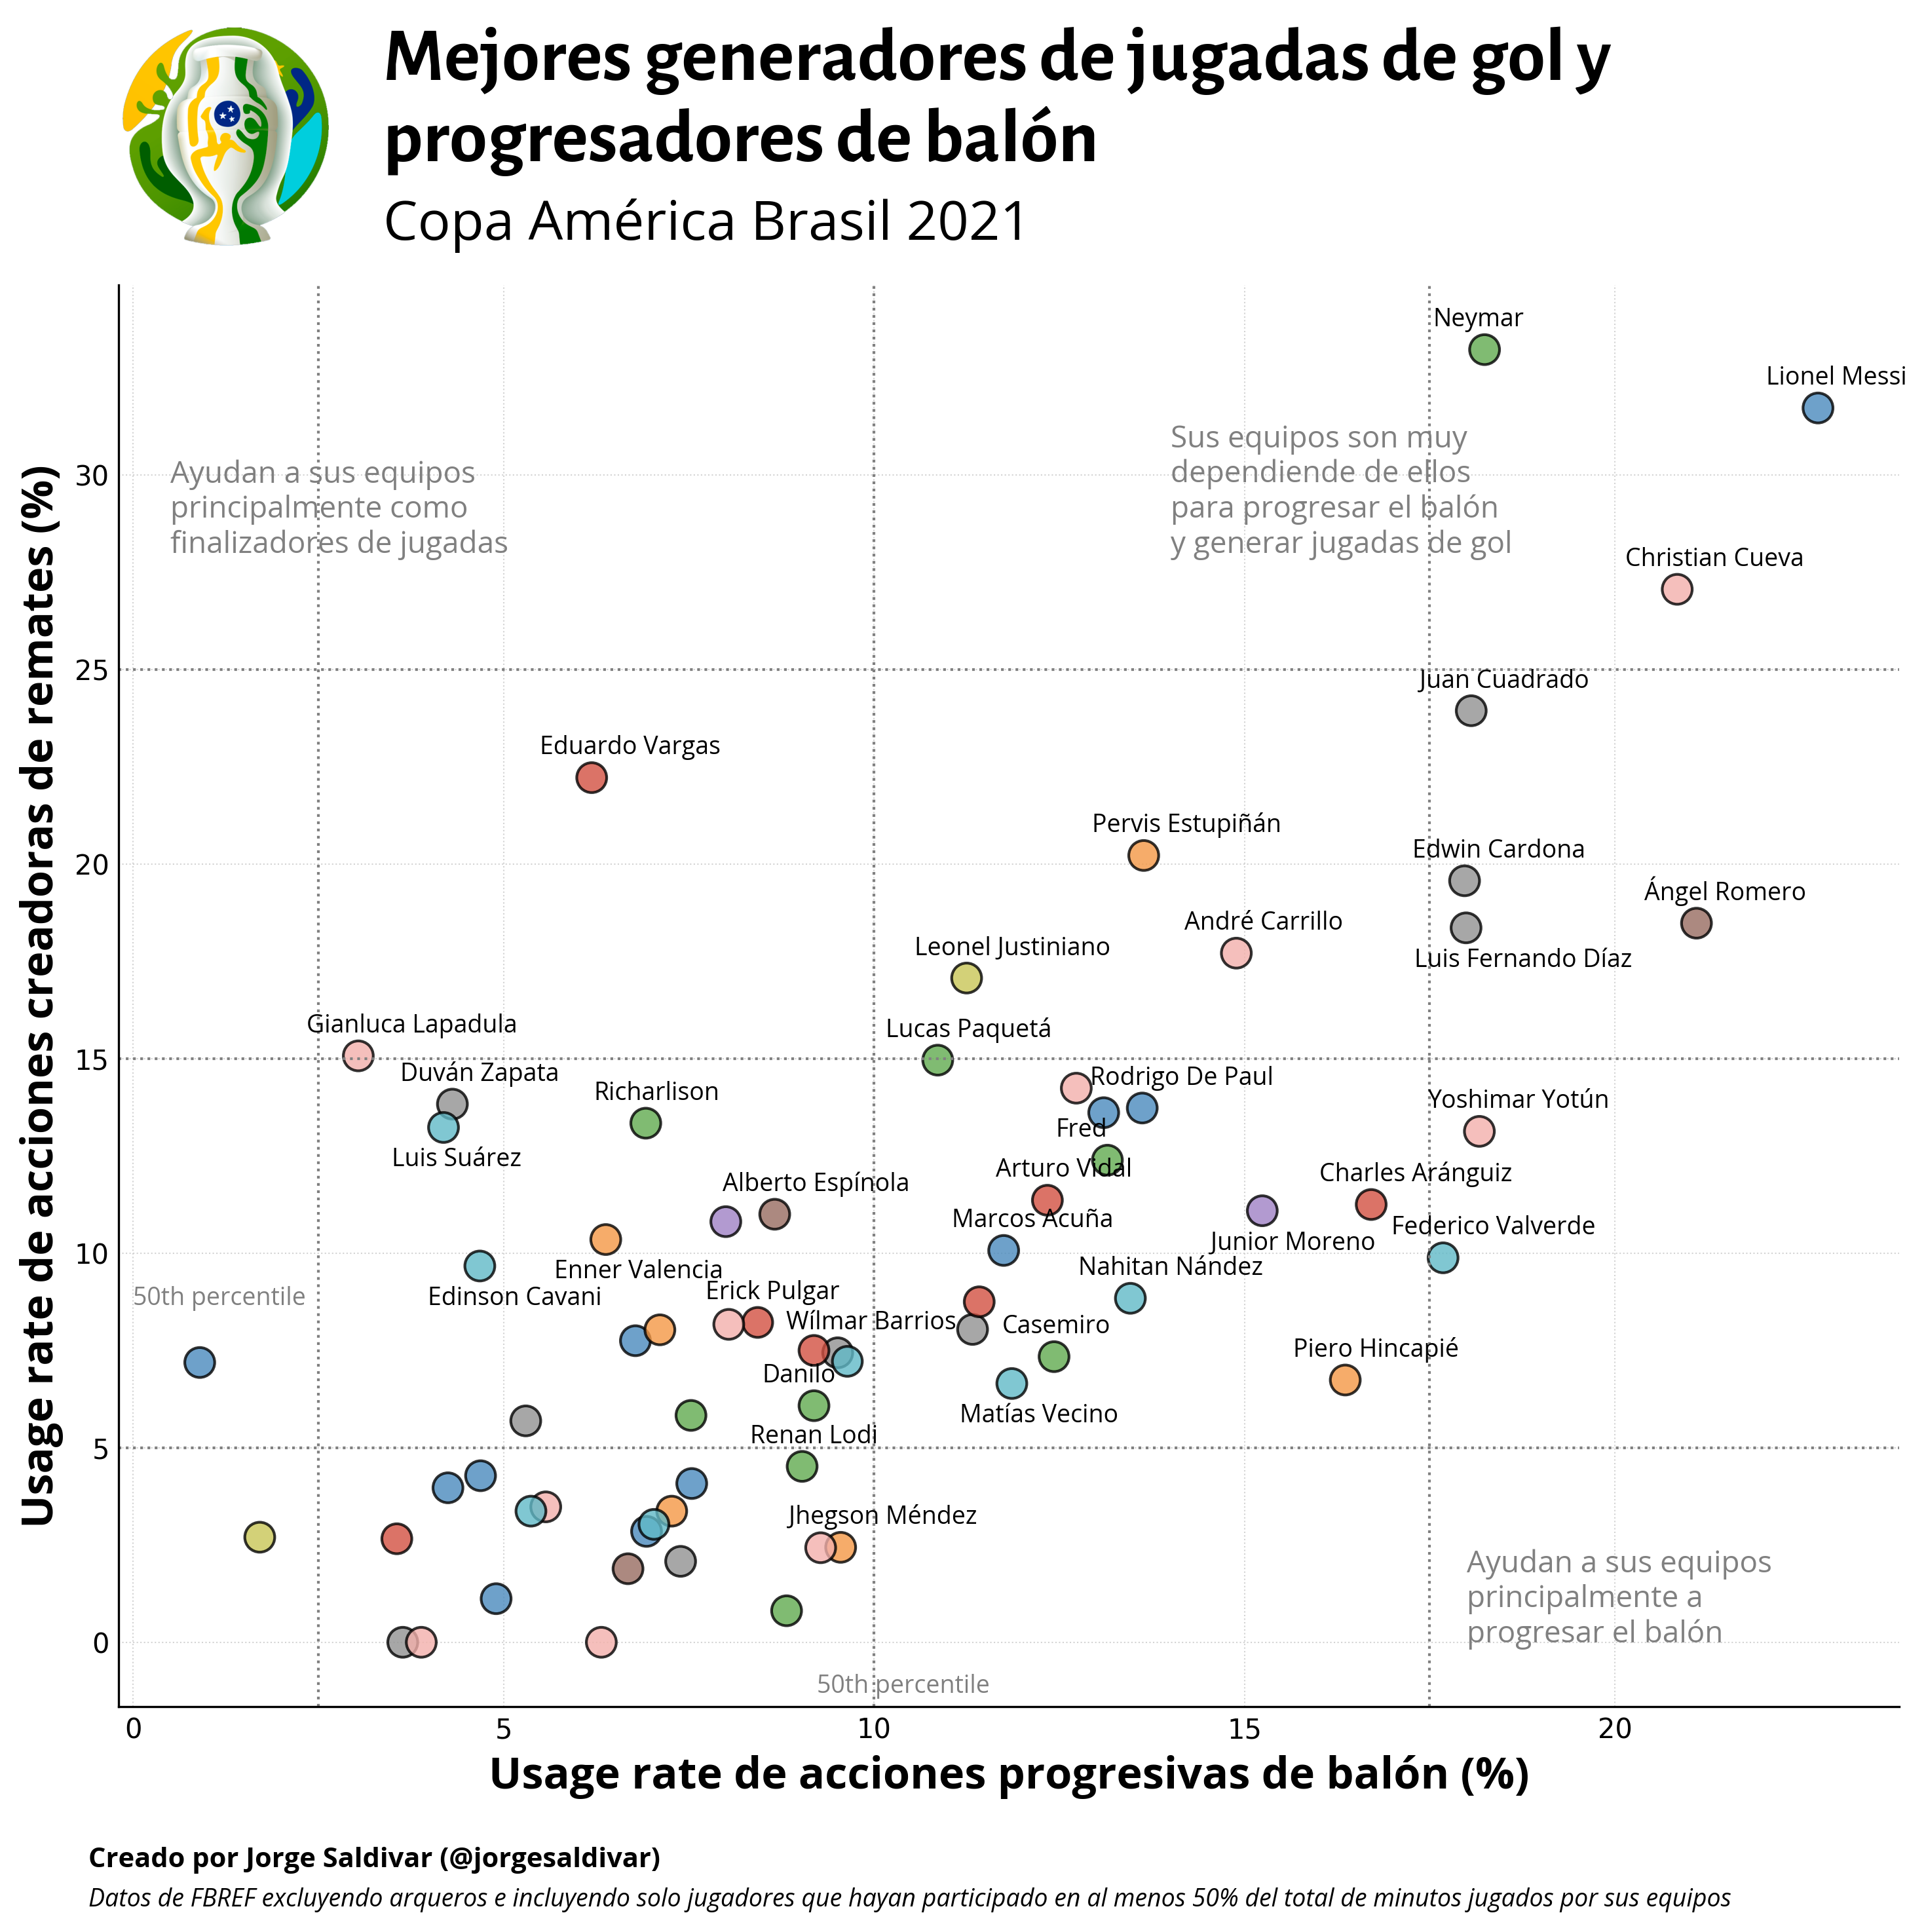 Mejores generadores de jugadas de gol y
progresadores de balón
Copa América Brasil 2021
Neymar
Lionel Messi
Sus equipos son muy
dependiende de ellos
para progresar el balón
y generar jugadas de gol
Ayudan a sus equipos
principalmente como
finalizadores de jugadas
Christian Cueva
Juan Cuadrado
Eduardo Vargas
Pervis Estupiñán
Edwin Cardona
Ángel Romero
André Carrillo
Leonel Justiniano
Luis Fernando Díaz
Gianluca Lapadula
Lucas Paquetá
Duván Zapata
Rodrigo De Paul
Richarlison
Yoshimar Yotún
Fred
Luis Suárez
Arturo Vidal
Charles Aránguiz
Alberto Espínola
Marcos Acuña
Federico Valverde
Junior Moreno
Enner Valencia
Nahitan Nández
Edinson Cavani
50th percentile
Erick Pulgar
Wílmar Barrios
Casemiro
Piero Hincapié
Danilo
Matías Vecino
Renan Lodi
Jhegson Méndez
Ayudan a sus equipos
principalmente a
progresar el balón
50th percentile
30
25
20
15
10
5
0
0 5 10 15 20
Usage rate de acciones creadoras de remates (%)
Usage rate de acciones progresivas de balón (%)
Creado por Jorge Saldivar (@jorgesaldivar)
Datos de FBREF excluyendo arqueros e incluyendo solo jugadores que hayan participado en al menos 50% del total de minutos jugados por sus equipos